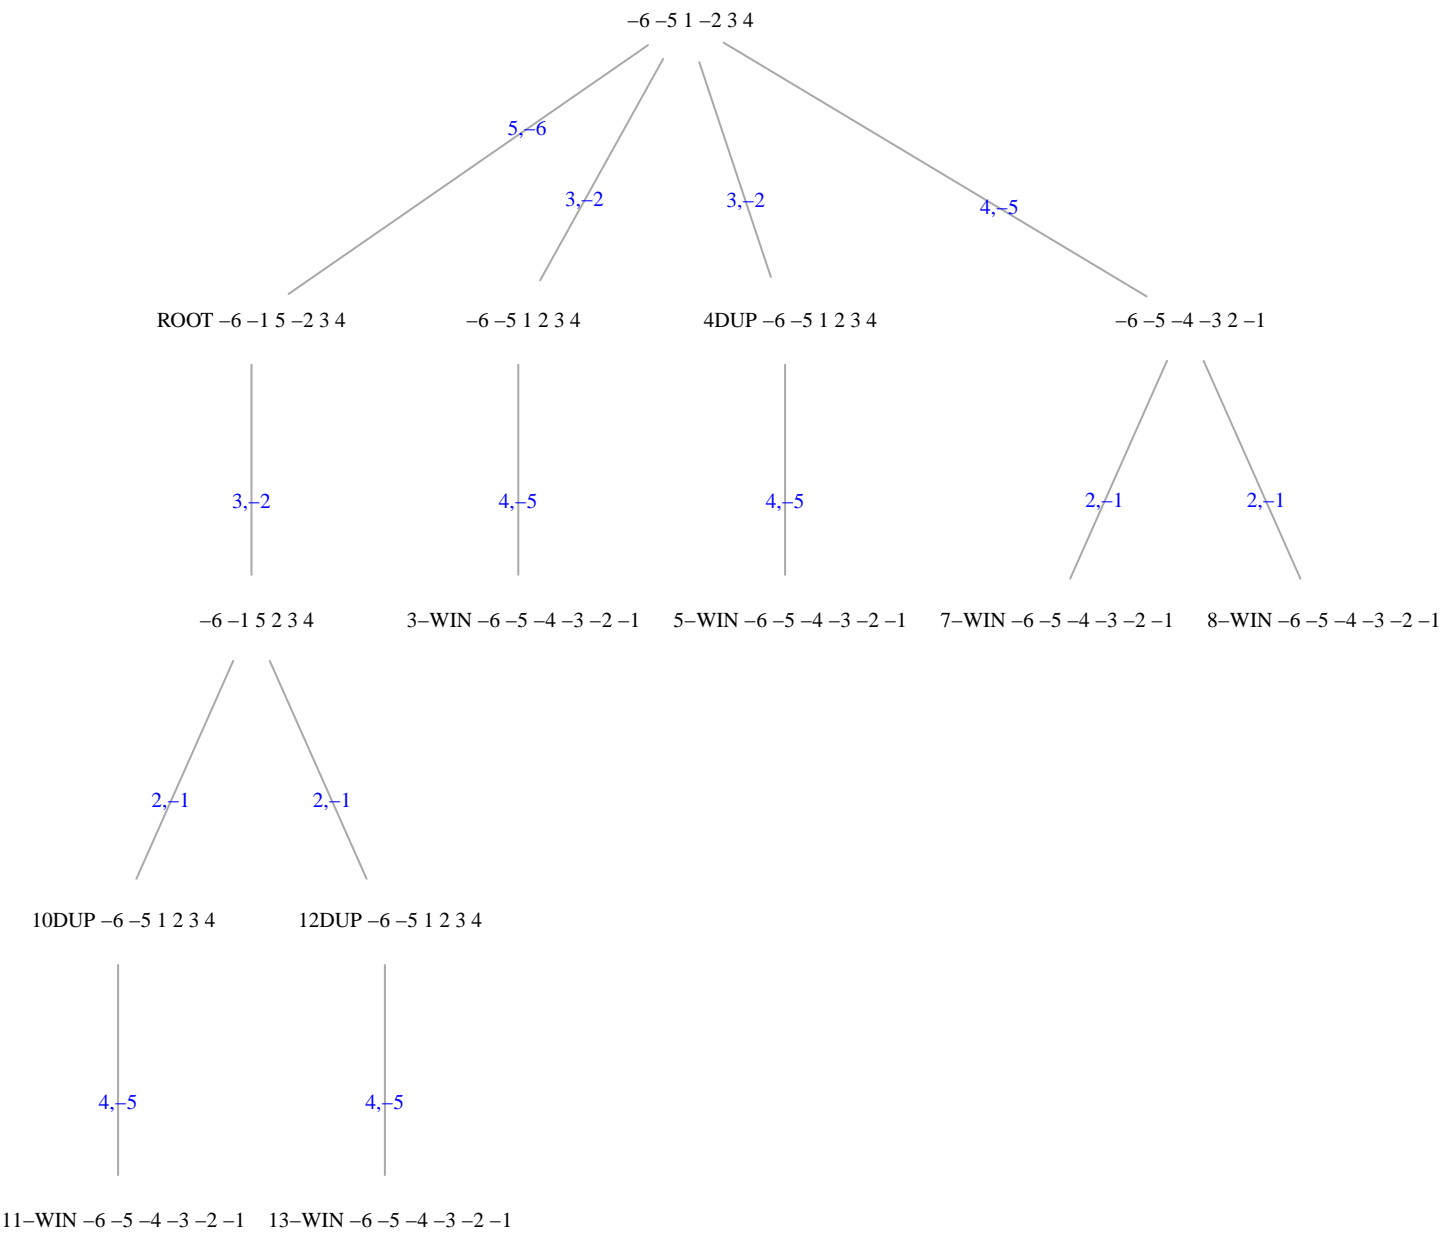 −6 −5 1 −2 3 4
5,−6
3,−2
3,−2
4,−5
ROOT −6 −1 5 −2 3 4
−6 −5 1 2 3 4
4DUP −6 −5 1 2 3 4
−6 −5 −4 −3 2 −1
3,−2
4,−5
4,−5
2,−1
2,−1
−6 −1 5 2 3 4
3−WIN −6 −5 −4 −3 −2 −1
5−WIN −6 −5 −4 −3 −2 −1
7−WIN −6 −5 −4 −3 −2 −1
8−WIN −6 −5 −4 −3 −2 −1
2,−1
2,−1
10DUP −6 −5 1 2 3 4
12DUP −6 −5 1 2 3 4
4,−5
4,−5
11−WIN −6 −5 −4 −3 −2 −1
13−WIN −6 −5 −4 −3 −2 −1